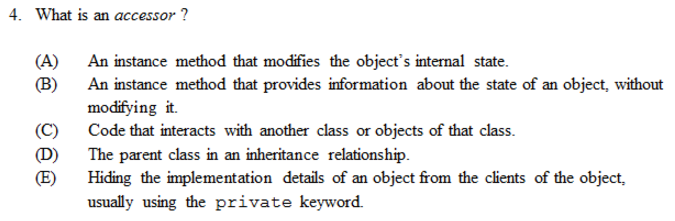 4. What is an accessor ?
(A) An instance method that modifies the object's internal state.
(B) An instance method that provides information about the state of an object, without
modifying it.
(C) Code that interacts with another class or objects of that class.
(D) The parent class in an inheritance relationship.
(E) Hiding the implementation details of an object from the clients of the object,
usually using the private keyword.